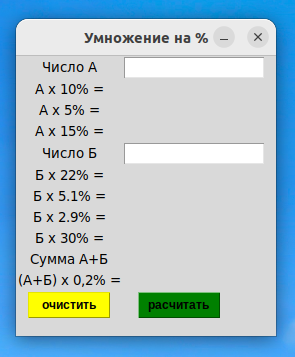 Умножение на %
Число А
А x 10% =
А x 5% =
А x 15% =
Число Б
Б x 22% =
Б x 5.1% =
Б x 2.9% =
Б x 30% =
Сумма А+Б
(А+Б) x 0,2% =
очистить расчитать